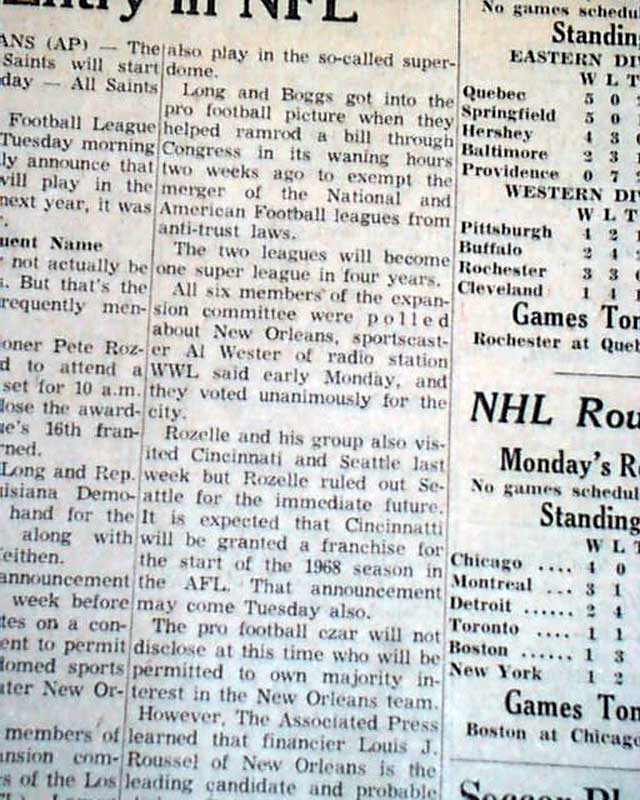 Entry in NFL
ANS (AP) — The
Saints will start
day — All Saints
Football League
Tuesday morning
ly announce that
will play in the
next year, it was
uent Name
not actually be
s. But that's the
requently men-
oner Pete Roz-
d to attend a
set for 10 a.m.
lose the award-
ue's 16th fran-
rned.
Long and Rep.
uisiana Demo-
hand for the
along with
eithen.
announcement
week before
tes on a con-
ent to permit
domed sports
ater New Or-
members of
ansion com-
rs of the Los
also play in the so-called super-
dome.
Long and Boggs got into the
pro football picture when they
helped ramrod a bill through
Congress in its waning hours
two weeks ago to exempt the
merger of the National and
American Football leagues from
anti-trust laws.
The two leagues will become
one super league in four years.
All six members of the expan-
sion committee were polled
about New Orleans, sportscast-
er Al Wester of radio station
WWL said early Monday, and
they voted unanimously for the
city.
Rozelle and his group also vis-
ited Cincinnati and Seattle last
week but Rozelle ruled out Se-
attle for the immediate future.
It is expected that Cincinnatti
will be granted a franchise for
the start of the 1968 season in
the AFL. That announcement
may come Tuesday also.
The pro football czar will not
disclose at this time who will be
permitted to own majority in-
terest in the New Orleans team.
However, The Associated Press
learned that financier Louis J.
Roussel of New Orleans is the
leading candidate and probable
No games schedu
Standin
EASTERN DI
W L T
Quebec 5 0
Springfield 5 0
Hershey 4 3 0
Baltimore 2 3 1
Providence 0 7 2
WESTERN DI
W L T
Pittsburgh 4 2 1
Buffalo 2 4
Rochester 3 3
Cleveland 1 4 1
Games Tom
Rochester at Queb
NHL Rou
Monday's Re
No games schedul
Standing
W L T
Chicago .... 4 0
Montreal ... 3 1
Detroit ...... 2 4
Toronto .... 1 1
Boston ...... 1 3
New York 1 2
Games Tom
Boston at Chicago